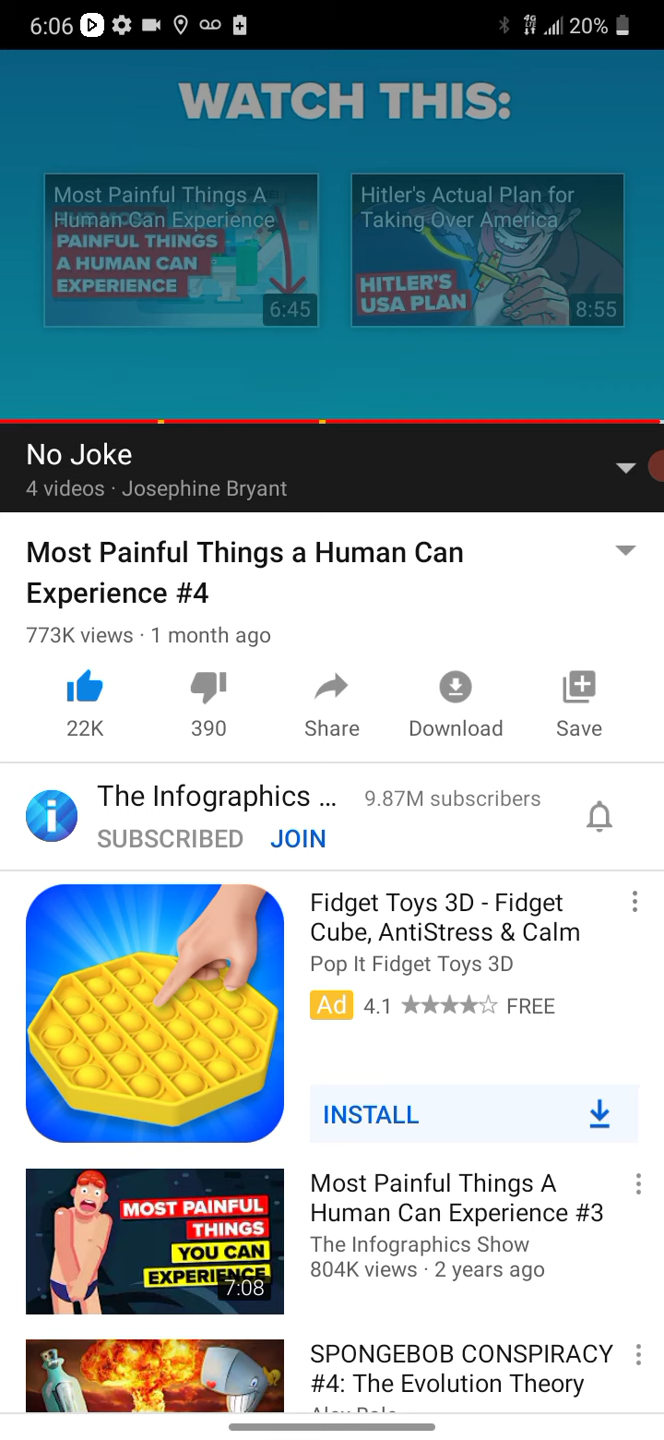 6:06
4G
LTE
20%
WATCH THIS:
Most Painful Things A
Human Can Experience
PAINFUL THINGS
A HUMAN CAN
EXPERIENCE
6:45
Hitler's Actual Plan for
Taking Over America
HITLER'S
USA PLAN
8:55
No Joke
4 videos · Josephine Bryant
Most Painful Things a Human Can
Experience #4
773K views · 1 month ago
22K
390
Share
Download
Save
i
The Infographics ...
9.87M subscribers
SUBSCRIBED
JOIN
Fidget Toys 3D - Fidget
Cube, AntiStress & Calm
Pop It Fidget Toys 3D
Ad 4.1 FREE
INSTALL
MOST PAINFUL
THINGS
YOU CAN
EXPERIENCE
7:08
Most Painful Things A
Human Can Experience #3
The Infographics Show
804K views · 2 years ago
SPONGEBOB CONSPIRACY
#4: The Evolution Theory